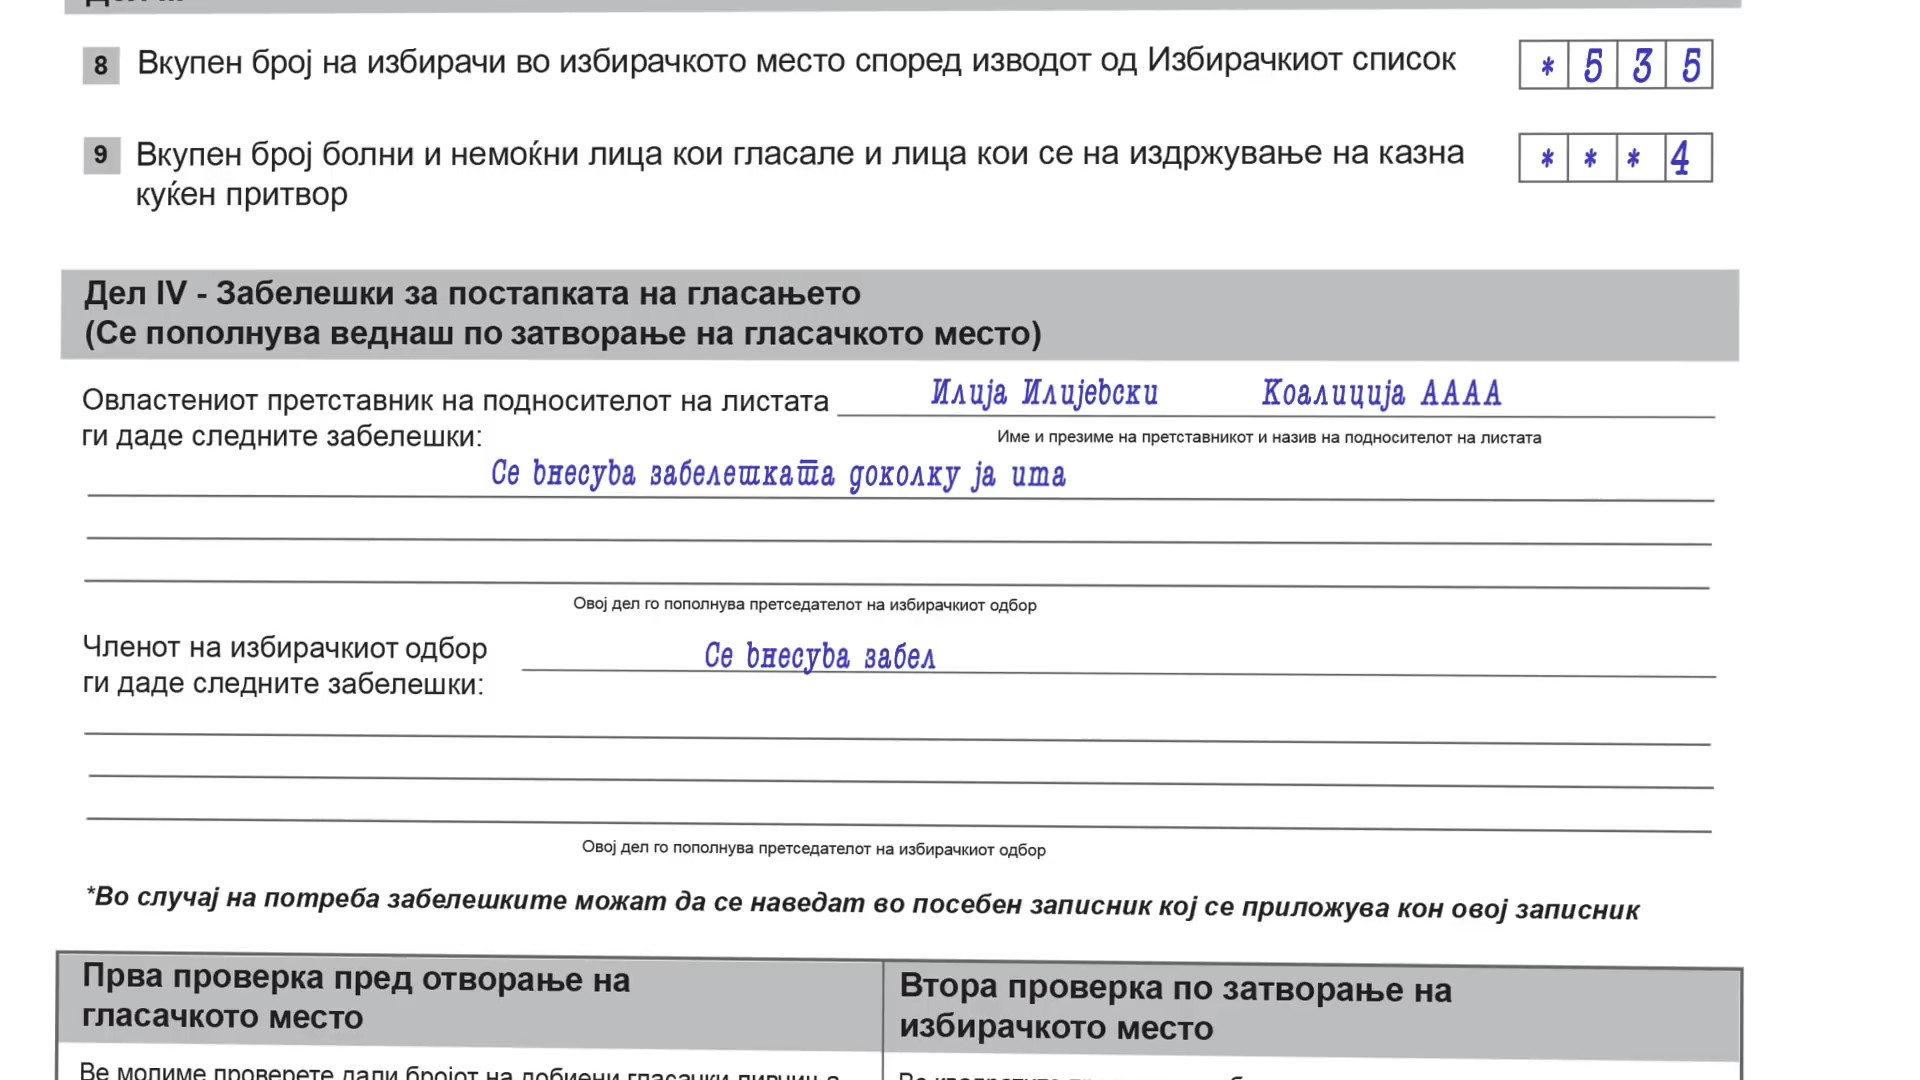 8 Вкупен број на избирачи во избирачкото место според изводот од Избирачкиот список * 5 3 5
9 Вкупен број болни и немоќни лица кои гласале и лица кои се на издржување на казна * * * 4
куќен притвор
Дел IV - Забелешки за постапката на гласањето
(Се пополнува веднаш по затворање на гласачкото место)
Овластениот претставник на подносителот на листата Илија Илијевски Коалиција АААА
ги даде следните забелешки: Име и презиме на претставникот и назив на подносителот на листата
Се внесува забелешката доколку ја има
Овој дел го пополнува претседателот на избирачкиот одбор
Членот на избирачкиот одбор Се внесува забел
ги даде следните забелешки:
Овој дел го пополнува претседателот на избирачкиот одбор
*Во случај на потреба забелешките можат да се наведат во посебен записник кој се приложува кон овој записник
Прва проверка пред отворање на
гласачкото место
Втора проверка по затворање на
избирачкото место
Ве молиме проверете дали бројот на добиени гласачки ливчиња